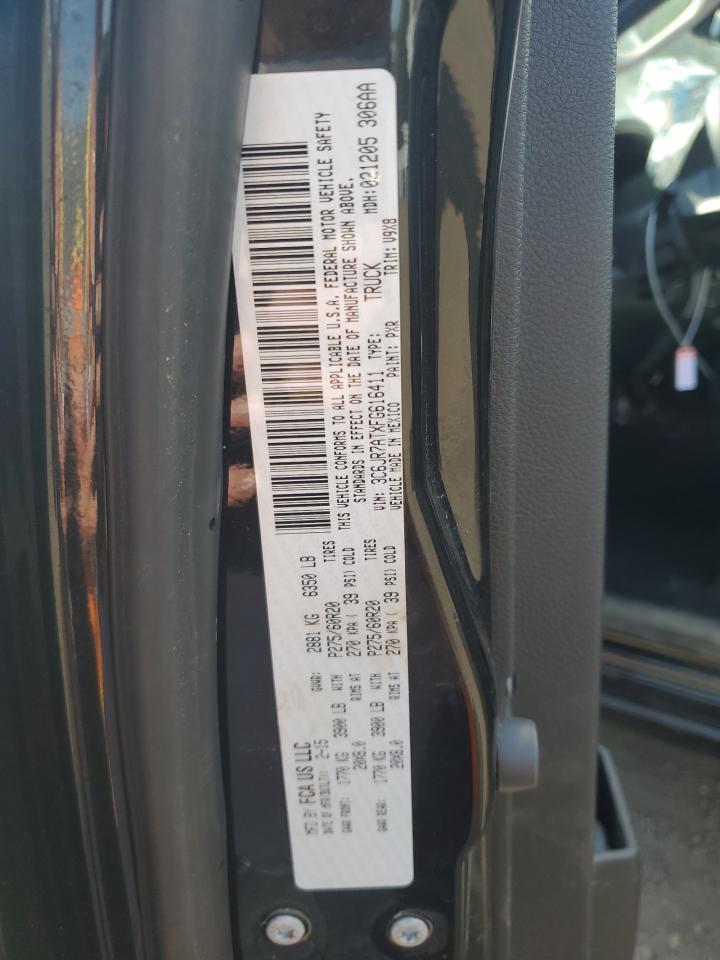 MFD BY FCA US LLC
DATE OF MFR(BUILT): 2-15 GVWR: 2881 KG 6350 LB
GAWR FRONT: 1770 KG 3900 LB WITH P275/60R20 TIRES
20X8.0 RIMS AT 270 KPA ( 39 PSI) COLD
GAWR REAR: 1770 KG 3900 LB WITH P275/60R20 TIRES
20X8.0 RIMS AT 270 KPA ( 39 PSI) COLD
THIS VEHICLE CONFORMS TO ALL APPLICABLE U.S.A. FEDERAL MOTOR VEHICLE SAFETY
STANDARDS IN EFFECT ON THE DATE OF MANUFACTURE SHOWN ABOVE.
VIN: 3C6JR7ATXFG616411 TYPE: TRUCK MDH:021205 306AA
VEHICLE MADE IN MEXICO PAINT: PXR TRIM: V9X8